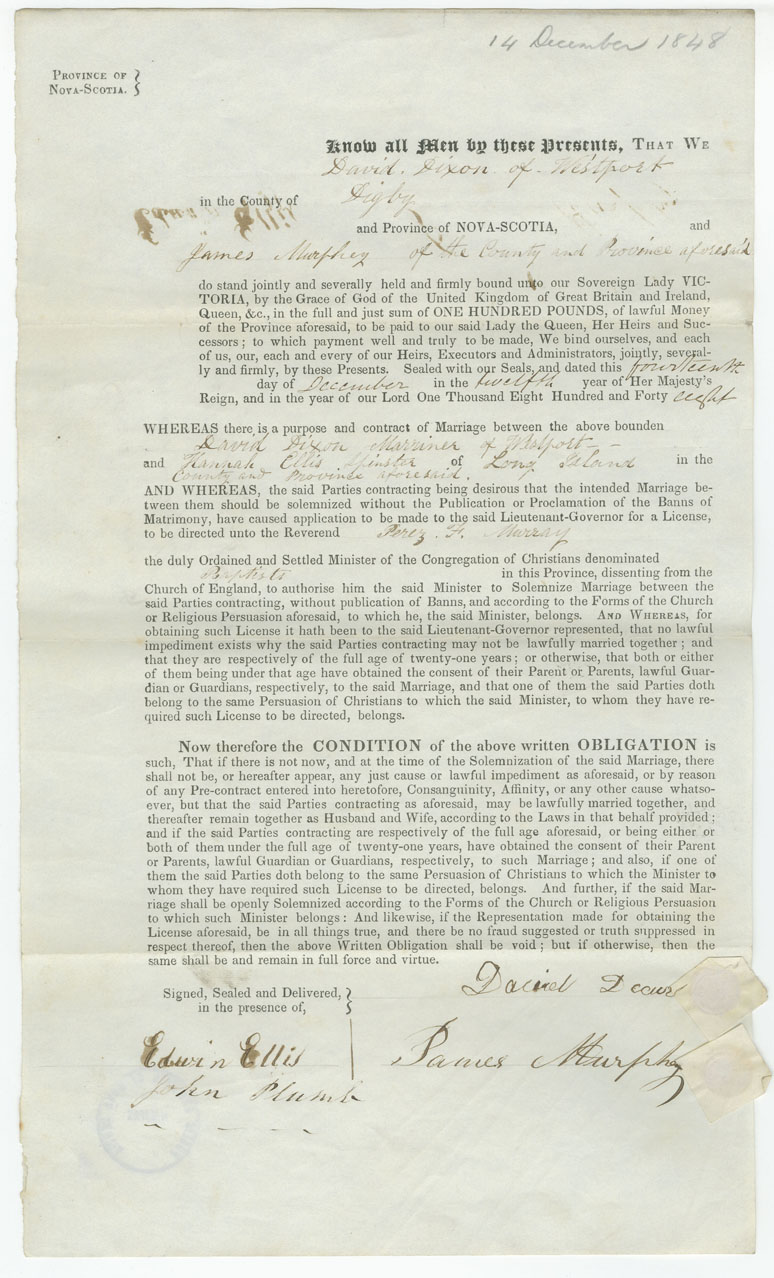 14 December 1848
PROVINCE OF
NOVA-SCOTIA.
Know all Men by these Presents, THAT WE
David Dixon of Westport
in the County of Digby
and Province of NOVA-SCOTIA, and
James Murphey of the County and Province aforesaid
do stand jointly and severally held and firmly bound unto our Sovereign Lady VIC-
TORIA, by the Grace of God of the United Kingdom of Great Britain and Ireland,
Queen, &c., in the full and just sum of ONE HUNDRED POUNDS, of lawful Money
of the Province aforesaid, to be paid to our said Lady the Queen, Her Heirs and Suc-
cessors; to which payment well and truly to be made, We bind ourselves, and each
of us, our, each and every of our Heirs, Executors and Administrators, jointly, several-
ly and firmly, by these Presents. Sealed with our Seals, and dated this fourteenth
day of December in the twelfth year of Her Majesty's
Reign, and in the year of our Lord One Thousand Eight Hundred and Forty eight
WHEREAS there is a purpose and contract of Marriage between the above bounden
David Dixon Marriner of Westport
and Hannah Ellis Spinster of Long Island in the
County and Province aforesaid.
AND WHEREAS, the said Parties contracting being desirous that the intended Marriage be-
tween them should be solemnized without the Publication or Proclamation of the Banns of
Matrimony, have caused application to be made to the said Lieutenant-Governor for a License,
to be directed unto the Reverend Perez F. Murray
the duly Ordained and Settled Minister of the Congregation of Christians denominated
Baptists in this Province, dissenting from the
Church of England, to authorise him the said Minister to Solemnize Marriage between the
said Parties contracting, without publication of Banns, and according to the Forms of the Church
or Religious Persuasion aforesaid, to which he, the said Minister, belongs. AND WHEREAS, for
obtaining such License it hath been to the said Lieutenant-Governor represented, that no lawful
impediment exists why the said Parties contracting may not be lawfully married together; and
that they are respectively of the full age of twenty-one years; or otherwise, that both or either
of them being under that age have obtained the consent of their Parent or Parents, lawful Guar-
dian or Guardians, respectively, to the said Marriage, and that one of them the said Parties doth
belong to the same Persuasion of Christians to which the said Minister, to whom they have re-
quired such License to be directed, belongs.
Now therefore the CONDITION of the above written OBLIGATION is
such, That if there is not now, and at the time of the Solemnization of the said Marriage, there
shall not be, or hereafter appear, any just cause or lawful impediment as aforesaid, or by reason
of any Pre-contract entered into heretofore, Consanguinity, Affinity, or any other cause whatso-
ever, but that the said Parties contracting as aforesaid, may be lawfully married together, and
thereafter remain together as Husband and Wife, according to the Laws in that behalf provided;
and if the said Parties contracting are respectively of the full age aforesaid, or being either or
both of them under the full age of twenty-one years, have obtained the consent of their Parent
or Parents, lawful Guardian or Guardians, respectively, to such Marriage; and also, if one of
them the said Parties doth belong to the same Persuasion of Christians to which the Minister to
whom they have required such License to be directed, belongs. And further, if the said Mar-
riage shall be openly Solemnized according to the Forms of the Church or Religious Persuasion
to which such Minister belongs: And likewise, if the Representation made for obtaining the
License aforesaid, be in all things true, and there be no fraud suggested or truth suppressed in
respect thereof, then the above Written Obligation shall be void; but if otherwise, then the
same shall be and remain in full force and virtue.
Signed, Sealed and Delivered,
in the presence of,
David
Edwin Ellis
James Murphy
John Plumb